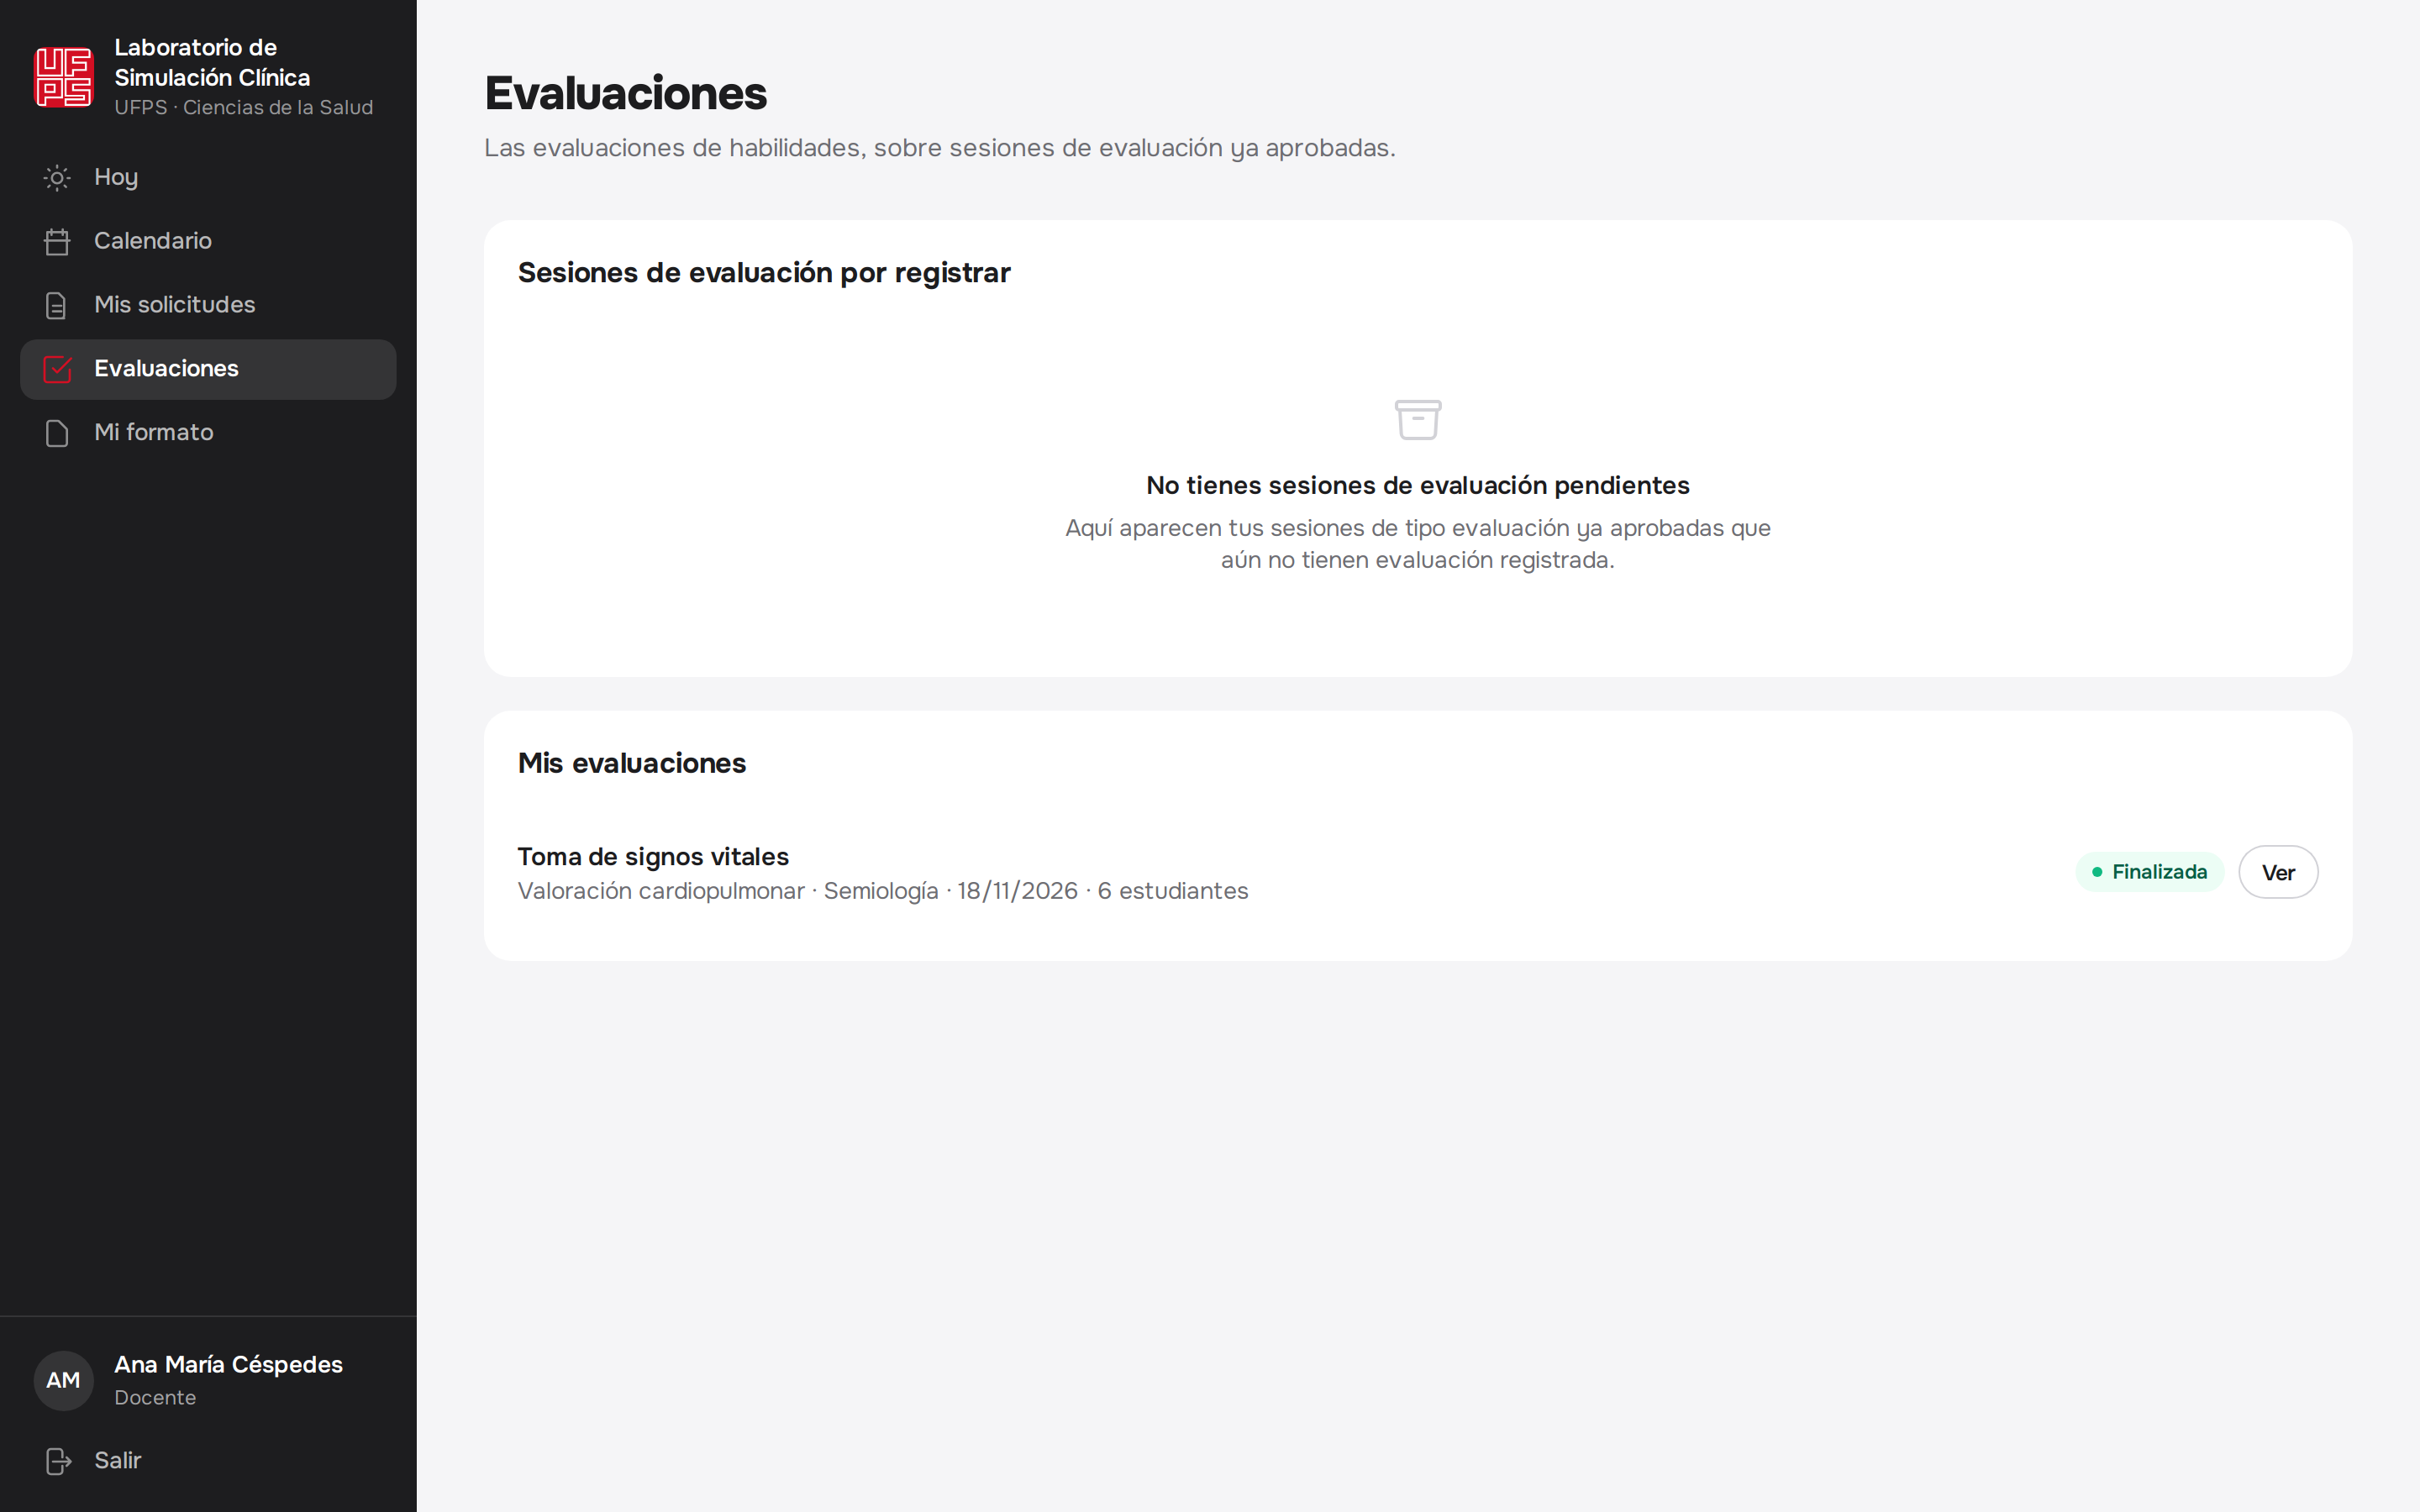 UFPS
Laboratorio de
Simulación Clínica
UFPS · Ciencias de la Salud
Hoy
Calendario
Mis solicitudes
Evaluaciones
Mi formato
Ana María Céspedes
AM
Docente
Salir
Evaluaciones
Las evaluaciones de habilidades, sobre sesiones de evaluación ya aprobadas.
Sesiones de evaluación por registrar
No tienes sesiones de evaluación pendientes
Aquí aparecen tus sesiones de tipo evaluación ya aprobadas que
aún no tienen evaluación registrada.
Mis evaluaciones
Toma de signos vitales
Valoración cardiopulmonar · Semiología · 18/11/2026 · 6 estudiantes
Finalizada
Ver